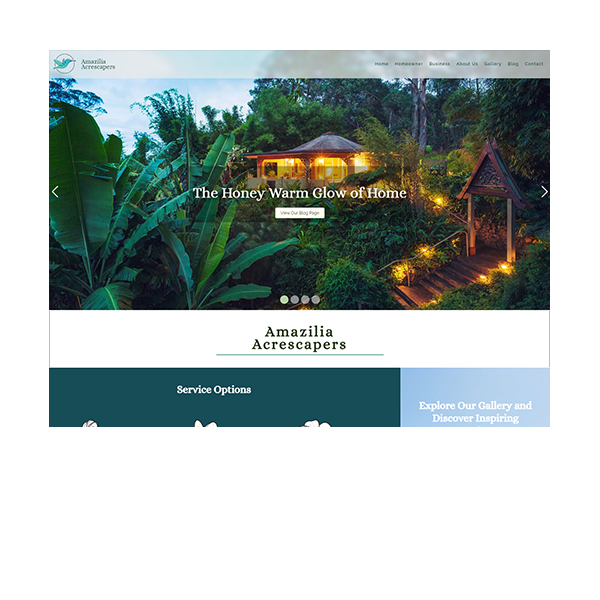 Amazilia
Acrescapers
Home Homeowner Business About Us Gallery Blog Contact
The Honey Warm Glow of Home
View Our Blog Page
Amazilia
Acrescapers
Service Options
Explore Our Gallery and
Discover Inspiring